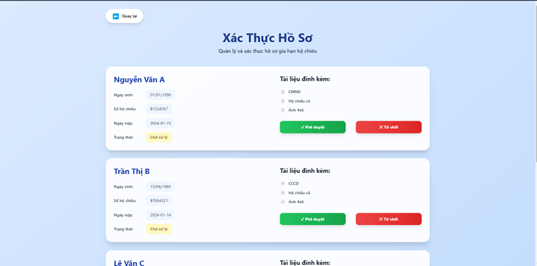 Quay lại
Xác Thực Hồ Sơ
Quản lý và xác thực hồ sơ gia hạn hộ chiếu
Nguyễn Văn A
Ngày sinh: 01/01/1990
Số hộ chiếu: B1234567
Ngày nộp: 2024-01-15
Trạng thái: Chờ xử lý
Tài liệu đính kèm:
CMND
Hộ chiếu cũ
Ảnh 4x6
✓ Phê duyệt
✕ Từ chối
Trần Thị B
Ngày sinh: 15/06/1985
Số hộ chiếu: B7654321
Ngày nộp: 2024-01-14
Trạng thái: Chờ xử lý
Tài liệu đính kèm:
CCCD
Hộ chiếu cũ
Ảnh 4x6
✓ Phê duyệt
✕ Từ chối
Lê Văn C
Tài liệu đính kèm: